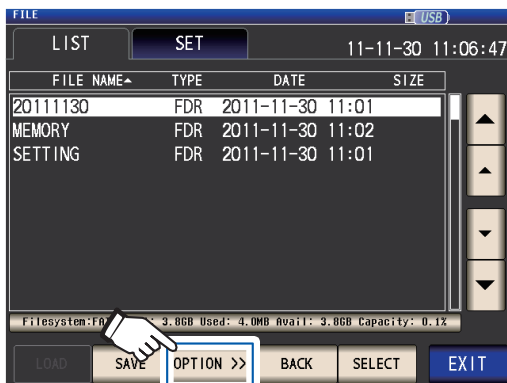 FILE USB
LIST SET 11-11-30 11:06:47
FILE NAME TYPE DATE SIZE
20111130 FDR 2011-11-30 11:01
MEMORY FDR 2011-11-30 11:02
SETTING FDR 2011-11-30 11:01
Filesystem: 3.8GB Used: 4.0MB Avail: 3.8GB Capacity: 0.1%
LOAD SAVE OPTION >> BACK SELECT EXIT